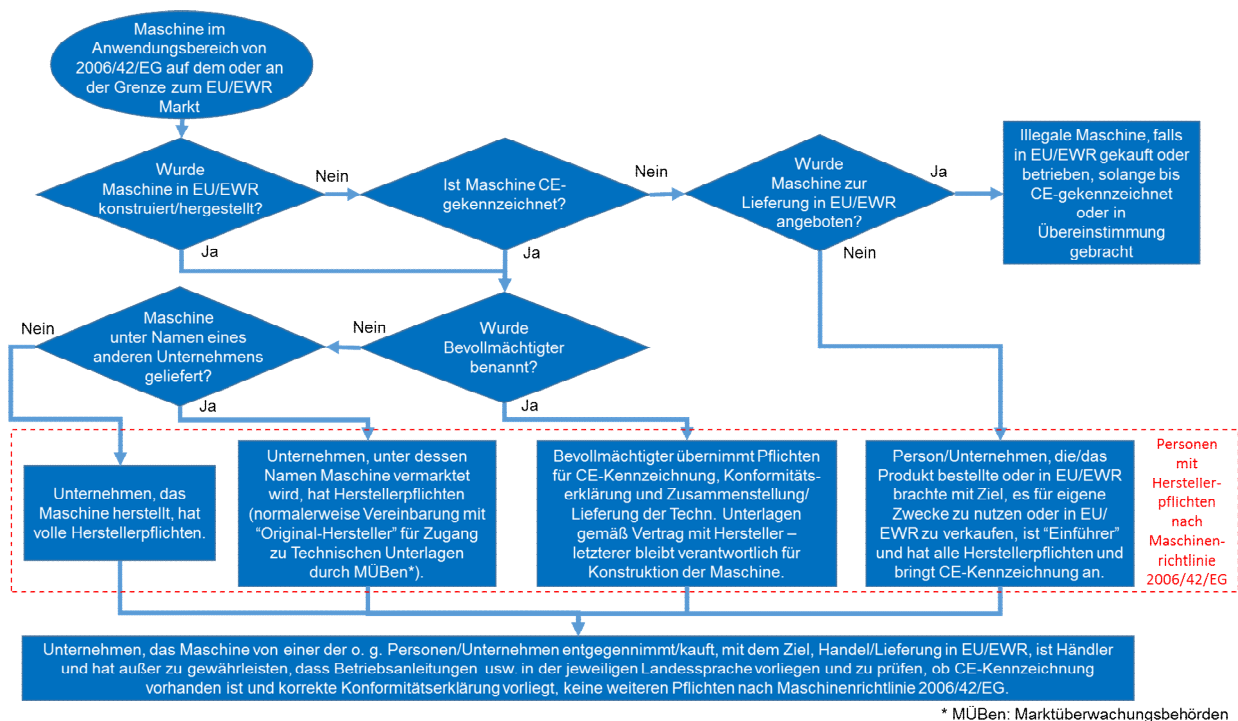 Maschine im
Anwendungsbereich von
2006/42/EG auf dem oder an
der Grenze zum EU/EWR
Markt
Wurde
Maschine in EU/EWR
konstruiert/hergestellt?
Nein
Ja
Ist Maschine CE-
gekennzeichnet?
Nein
Ja
Wurde
Maschine zur
Lieferung in EU/EWR
angeboten?
Ja
Nein
Illegale Maschine, falls
in EU/EWR gekauft oder
betrieben, solange bis
CE-gekennzeichnet
oder in
Übereinstimmung
gebracht
Wurde
Bevollmächtigter
benannt?
Nein
Ja
Maschine
unter Namen eines
anderen Unternehmens
geliefert?
Nein
Ja
Unternehmen, das
Maschine herstellt, hat
volle Herstellerpflichten.
Unternehmen, unter dessen
Namen Maschine vermarktet
wird, hat Herstellerpflichten
(normalerweise Vereinbarung mit
“Original-Hersteller” für Zugang
zu Technischen Unterlagen
durch MÜBen*).
Bevollmächtigter übernimmt Pflichten
für CE-Kennzeichnung, Konformitäts-
erklärung und Zusammenstellung/
Lieferung der Techn. Unterlagen
gemäß Vertrag mit Hersteller –
letzterer bleibt verantwortlich für
Konstruktion der Maschine.
Person/Unternehmen, die/das
Produkt bestellte oder in EU/EWR
brachte mit Ziel, es für eigene
Zwecke zu nutzen oder in EU/
EWR zu verkaufen, ist “Einführer”
und hat alle Herstellerpflichten und
bringt CE-Kennzeichnung an.
Personen
mit
Hersteller-
pflichten
nach
Maschinen-
richtlinie
2006/42/EG
Unternehmen, das Maschine von einer der o. g. Personen/Unternehmen entgegennimmt/kauft, mit dem Ziel, Handel/Lieferung in EU/EWR, ist Händler
und hat außer zu gewährleisten, dass Betriebsanleitungen usw. in der jeweiligen Landessprache vorliegen und zu prüfen, ob CE-Kennzeichnung
vorhanden ist und korrekte Konformitätserklärung vorliegt, keine weiteren Pflichten nach Maschinenrichtlinie 2006/42/EG.
* MÜBen: Marktüberwachungsbehörden